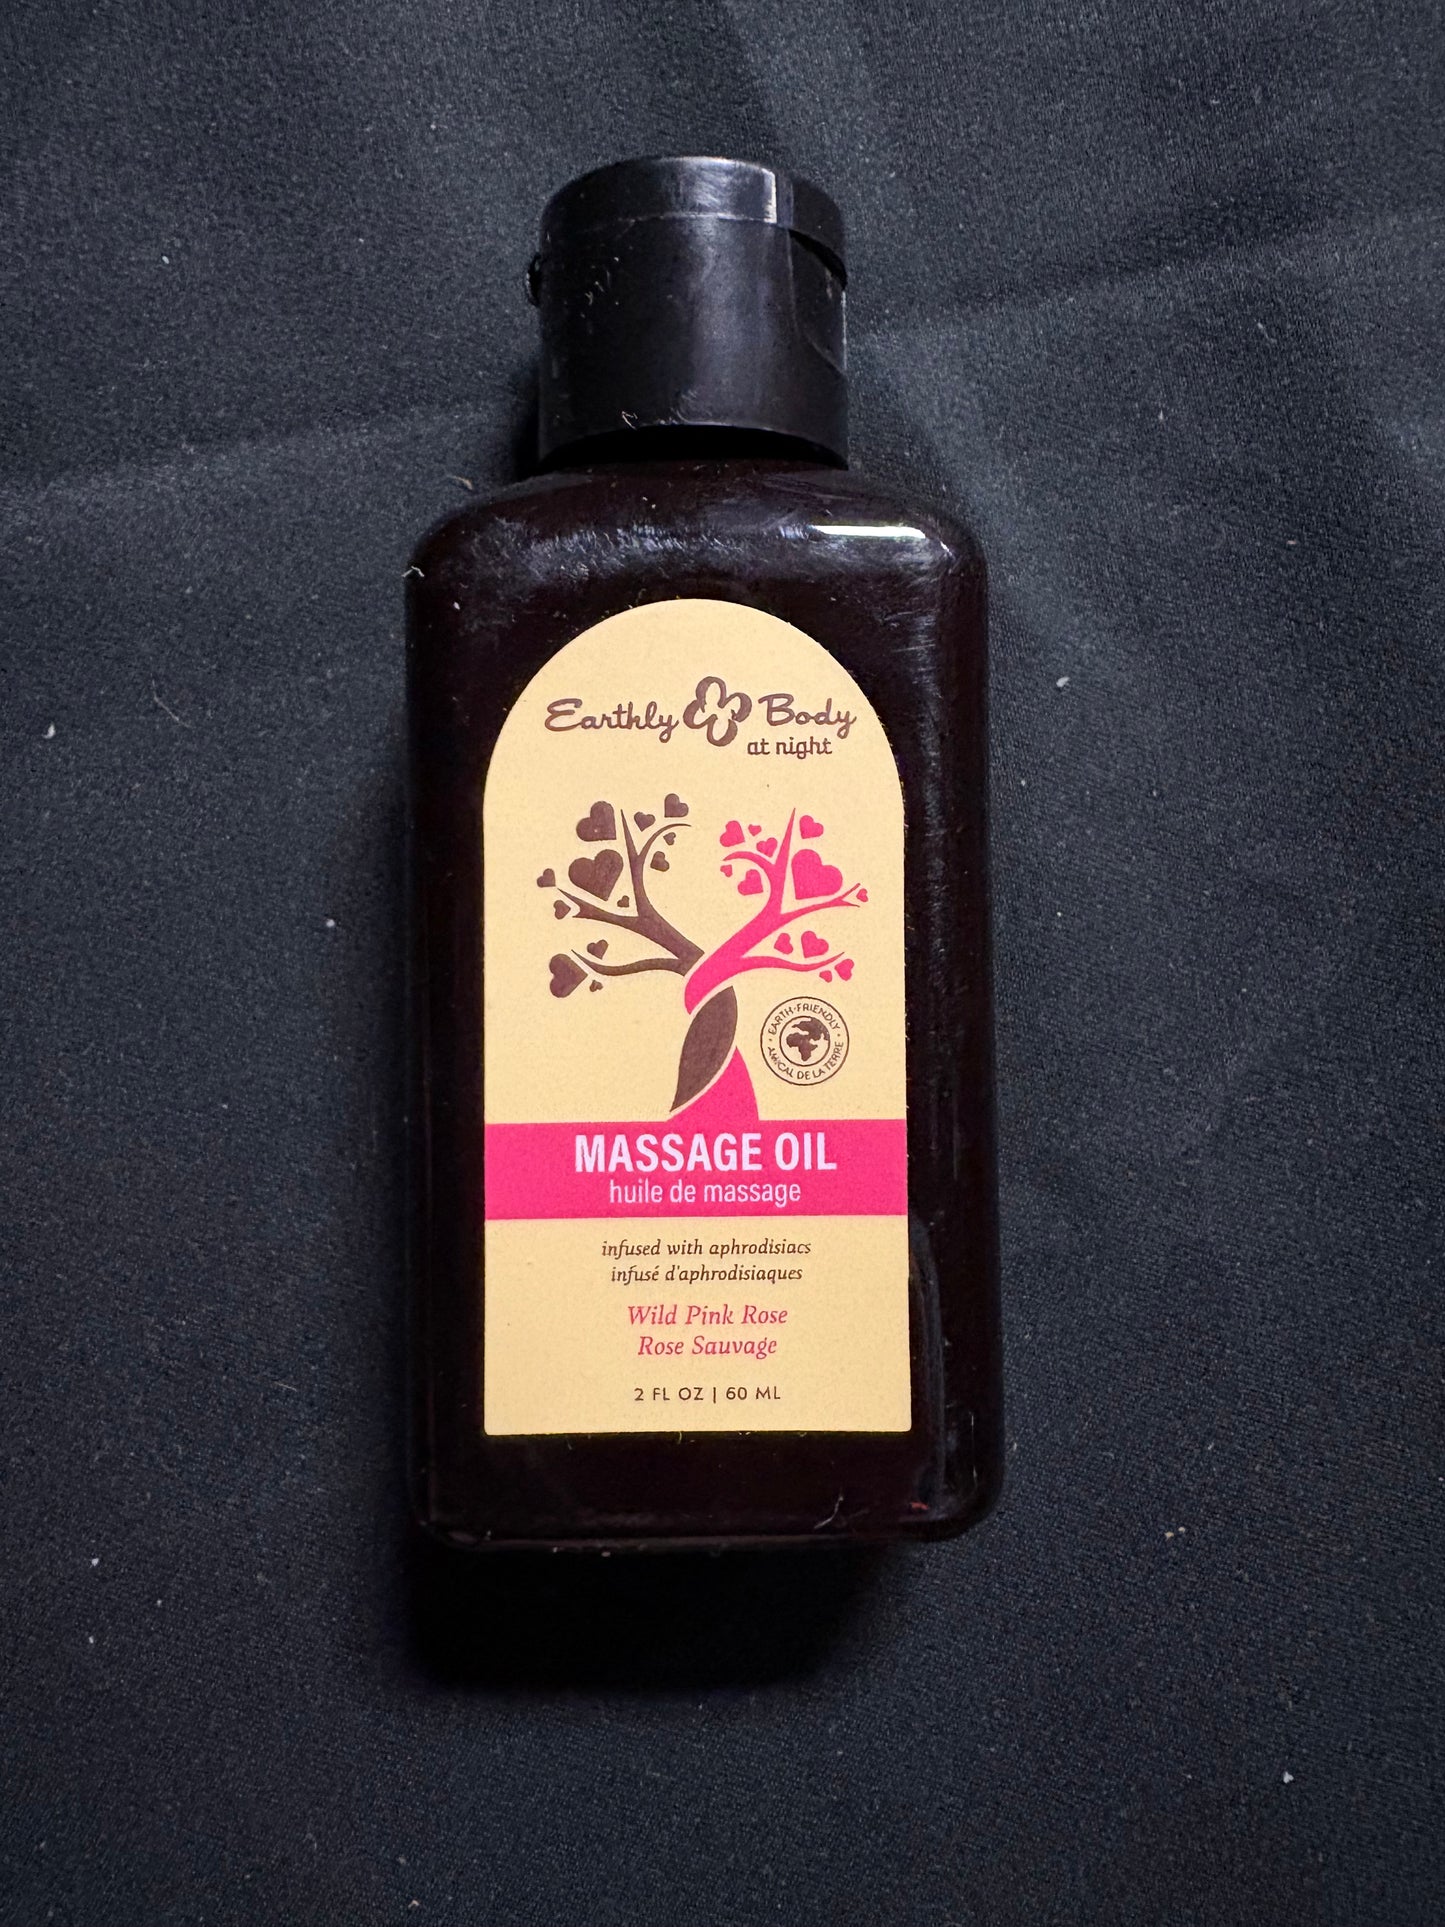 Earthly Body
at night
EARTH-FRIENDLY
AMICAL DE LA TERRE
MASSAGE OIL
huile de massage
infused with aphrodisiacs
infusé d'aphrodisiaques
Wild Pink Rose
Rose Sauvage
2 FL OZ | 60 ML